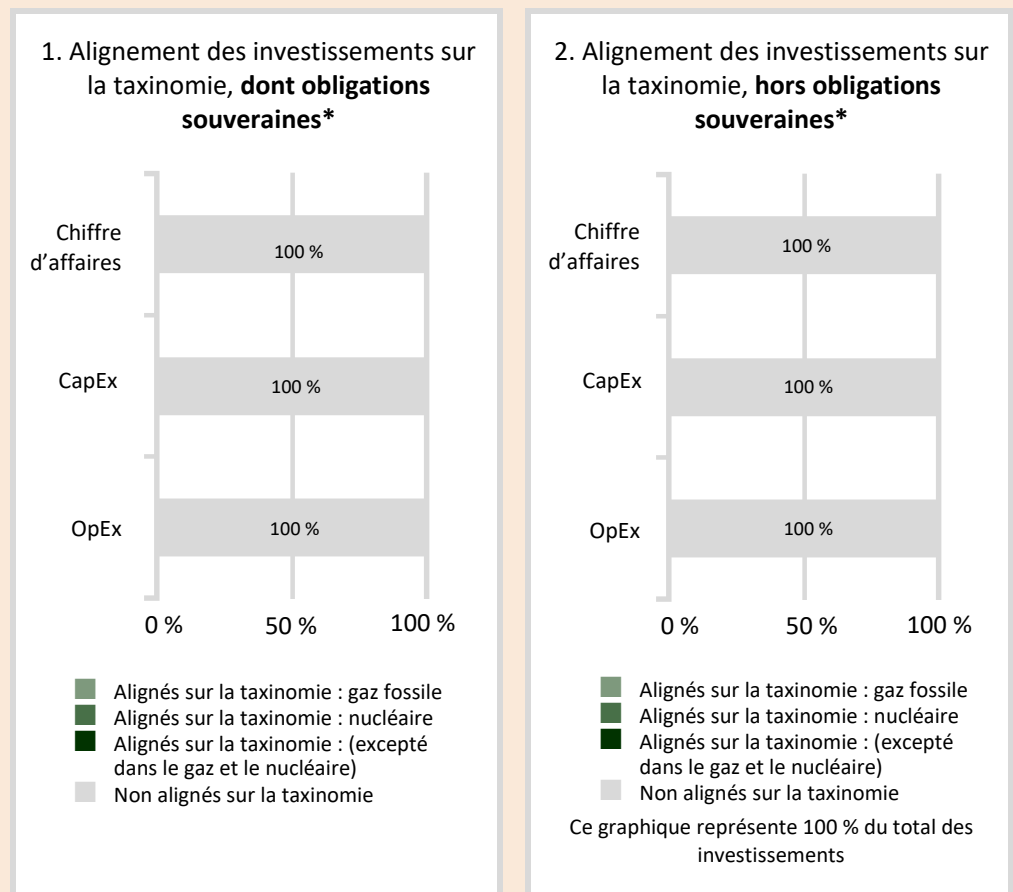 1. Alignement des investissements sur
la taxinomie, dont obligations
souveraines*
Chiffre
d’affaires
100 %
CapEx
100 %
OpEx
100 %
0 %
50 %
100 %
Alignés sur la taxinomie : gaz fossile
Alignés sur la taxinomie : nucléaire
Alignés sur la taxinomie : (excepté
dans le gaz et le nucléaire)
Non alignés sur la taxinomie
2. Alignement des investissements sur
la taxinomie, hors obligations
souveraines*
Chiffre
d’affaires
100 %
CapEx
100 %
OpEx
100 %
0 %
50 %
100 %
Alignés sur la taxinomie : gaz fossile
Alignés sur la taxinomie : nucléaire
Alignés sur la taxinomie : (excepté
dans le gaz et le nucléaire)
Non alignés sur la taxinomie
Ce graphique représente 100 % du total des
investissements